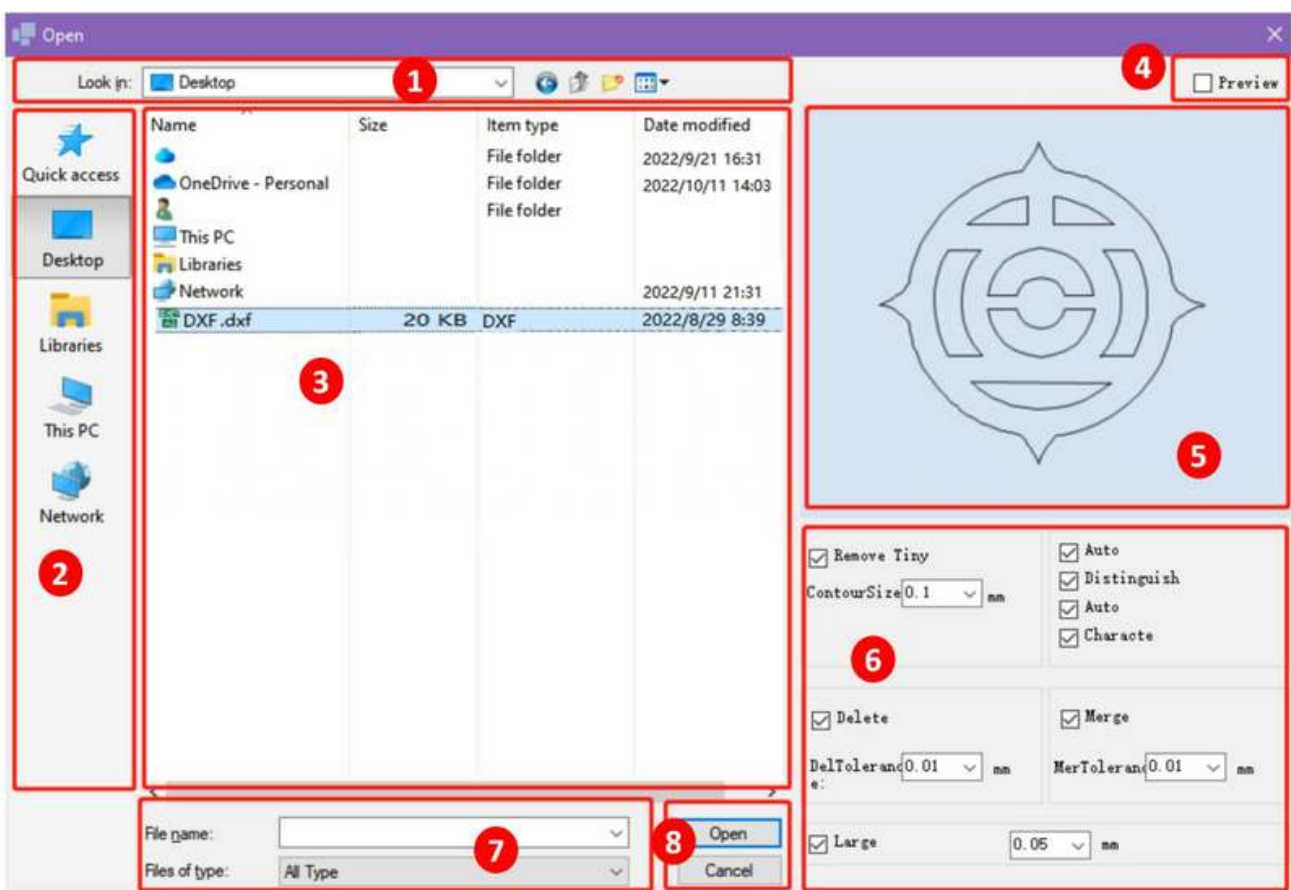 Open
Look in: Desktop 1
4
Preview
Quick access
Desktop
Libraries
This PC
Network
2
Name Size Item type Date modified
File folder 2022/9/21 16:31
OneDrive - Personal File folder 2022/10/11 14:03
File folder
This PC
Libraries
Network 2022/9/11 21:31
DXF.dxf 20 KB DXF 2022/8/29 8:39
3
5
Remove Tiny
ContourSize 0.1 mm
Auto
Distinguish
Auto
Characte
6
Delete
DelToleranc 0.01 mm
e:
Merge
MerToleranc 0.01 mm
Large 0.05 mm
File name:
Files of type: All Type
7
8
Open
Cancel